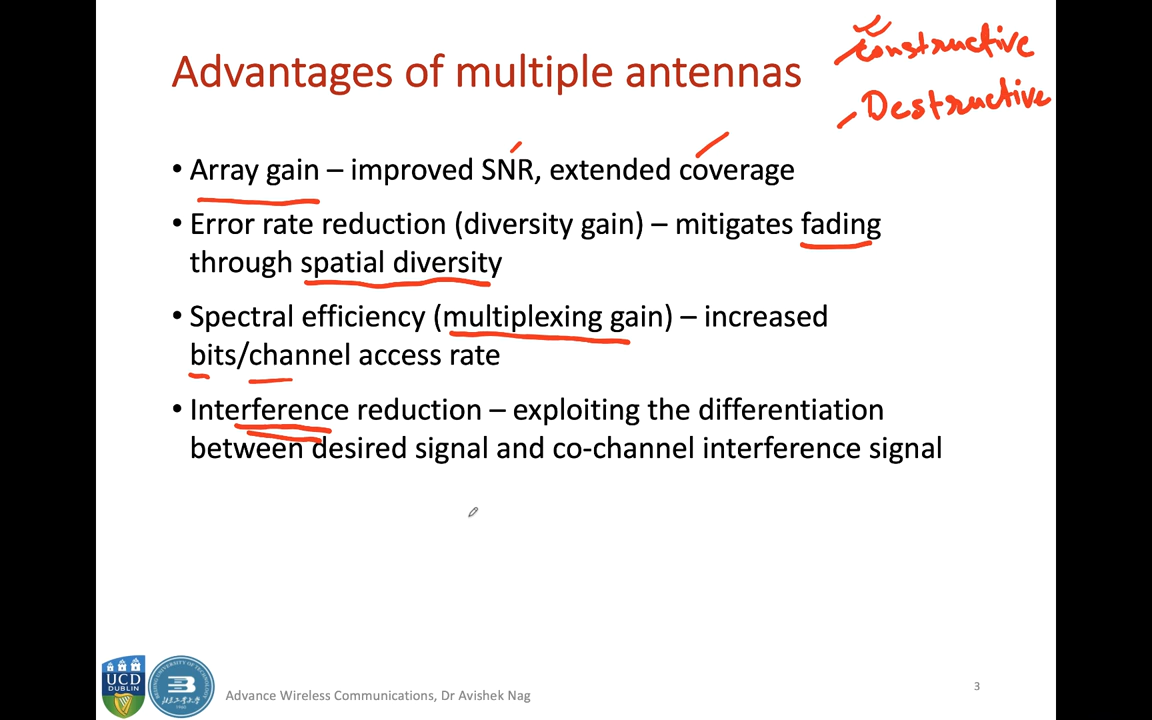 Constructive
Destructive
Advantages of multiple antennas
• Array gain – improved SNR, extended coverage
• Error rate reduction (diversity gain) – mitigates fading
through spatial diversity
• Spectral efficiency (multiplexing gain) – increased
bits/channel access rate
• Interference reduction – exploiting the differentiation
between desired signal and co-channel interference signal
UCD
DUBLIN
Advance Wireless Communications, Dr Avishek Nag
3